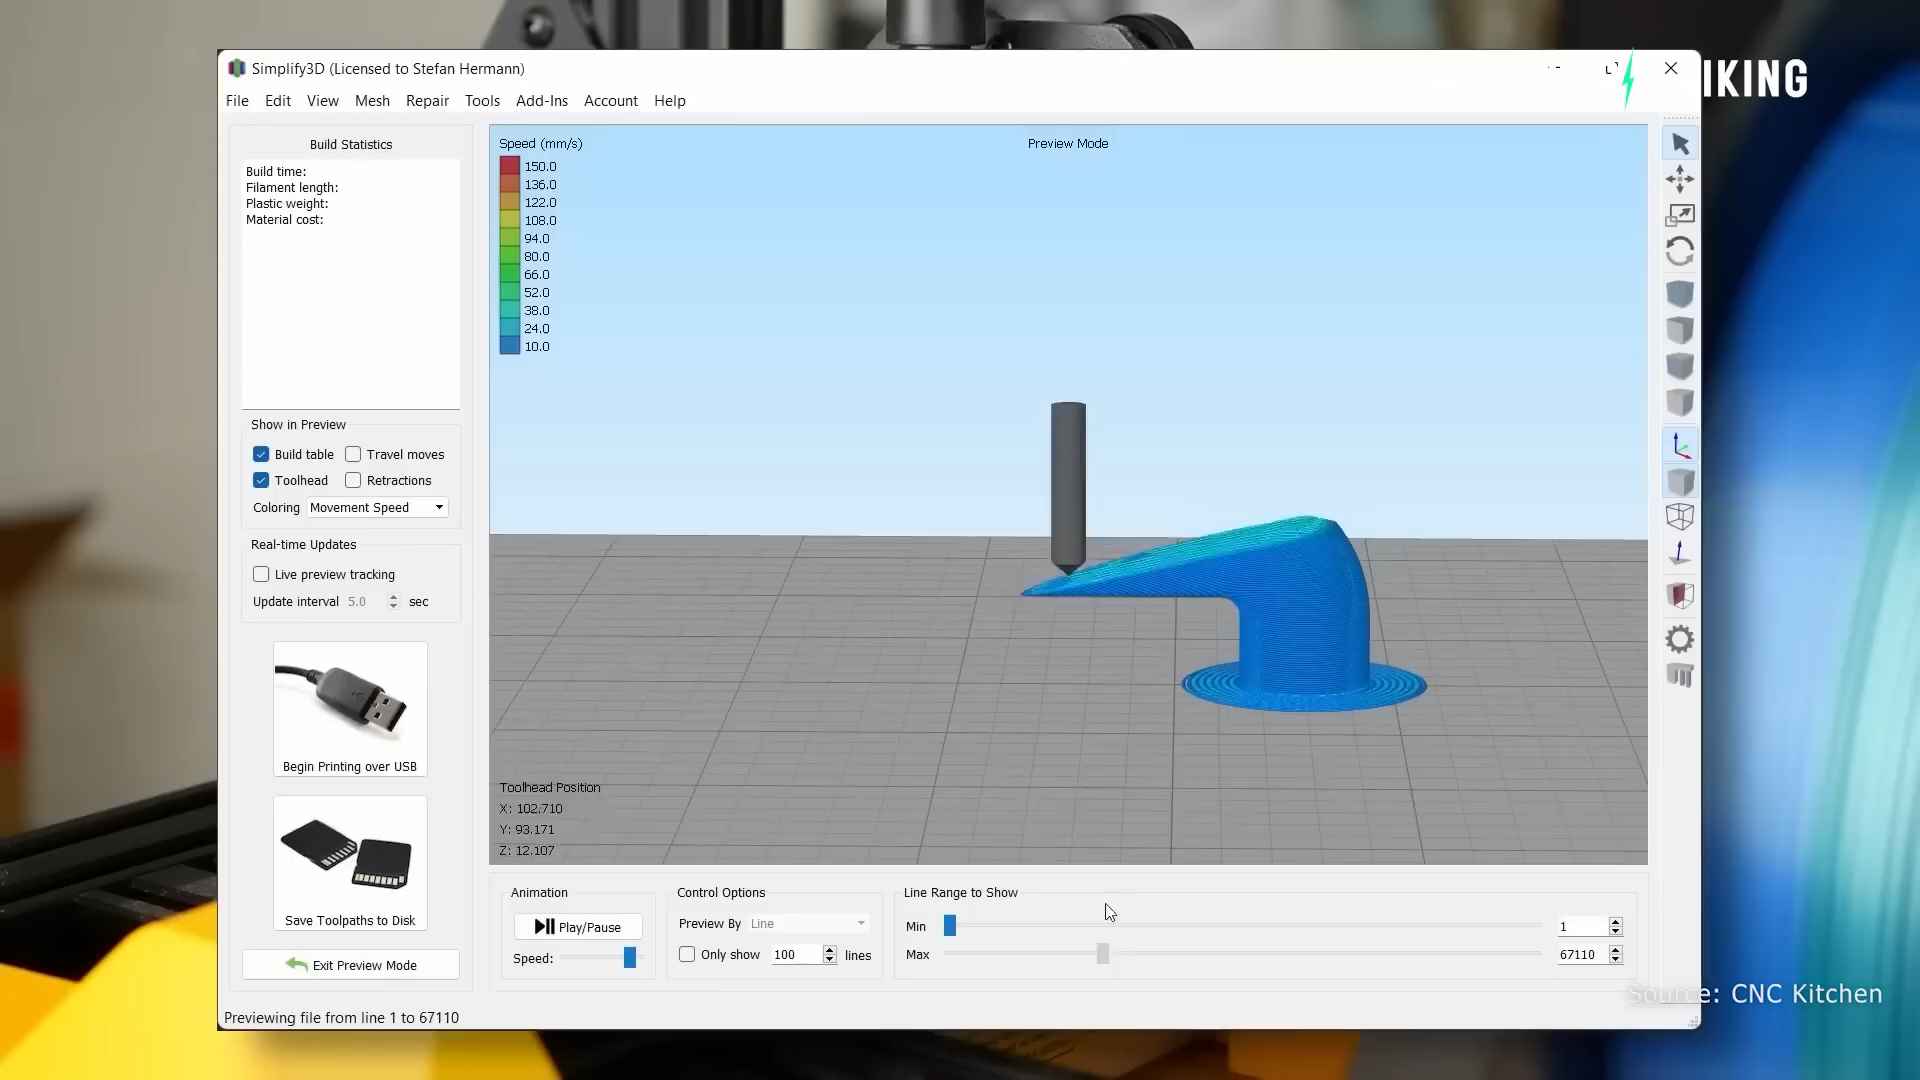 Simplify3D (Licensed to Stefan Hermann)
IKING
File Edit View Mesh Repair Tools Add-Ins Account Help
Build Statistics
Build time:
Filament length:
Plastic weight:
Material cost:
Show in Preview
Build table Travel moves
Toolhead Retractions
Coloring Movement Speed
Real-time Updates
Live preview tracking
Update interval 5.0 sec
Begin Printing over USB
Save Toolpaths to Disk
Exit Preview Mode
Speed (mm/s)
150.0
136.0
122.0
108.0
94.0
80.0
66.0
52.0
38.0
24.0
10.0
Preview Mode
Toolhead Position
X: 102.710
Y: 93.171
Z: 12.107
Animation
Play/Pause
Speed:
Control Options
Preview By Line
Only show 100 lines
Line Range to Show
Min 1
Max 67110
Source: CNC Kitchen
Previewing file from line 1 to 67110